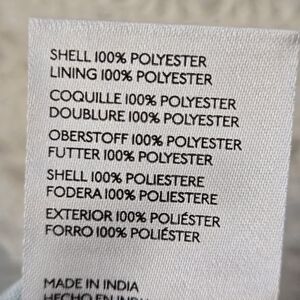 SHELL 100% POLYESTER
LINING 100% POLYESTER
COQUILLE 100% POLYESTER
DOUBLURE 100% POLYESTER
OBERSTOFF 100% POLYESTER
FUTTER 100% POLYESTER
SHELL 100% POLIESTERE
FODERA 100% POLIESTERE
EXTERIOR 100% POLIÉSTER
FORRO 100% POLIÉSTER
MADE IN INDIA
HECHO EN INDIA